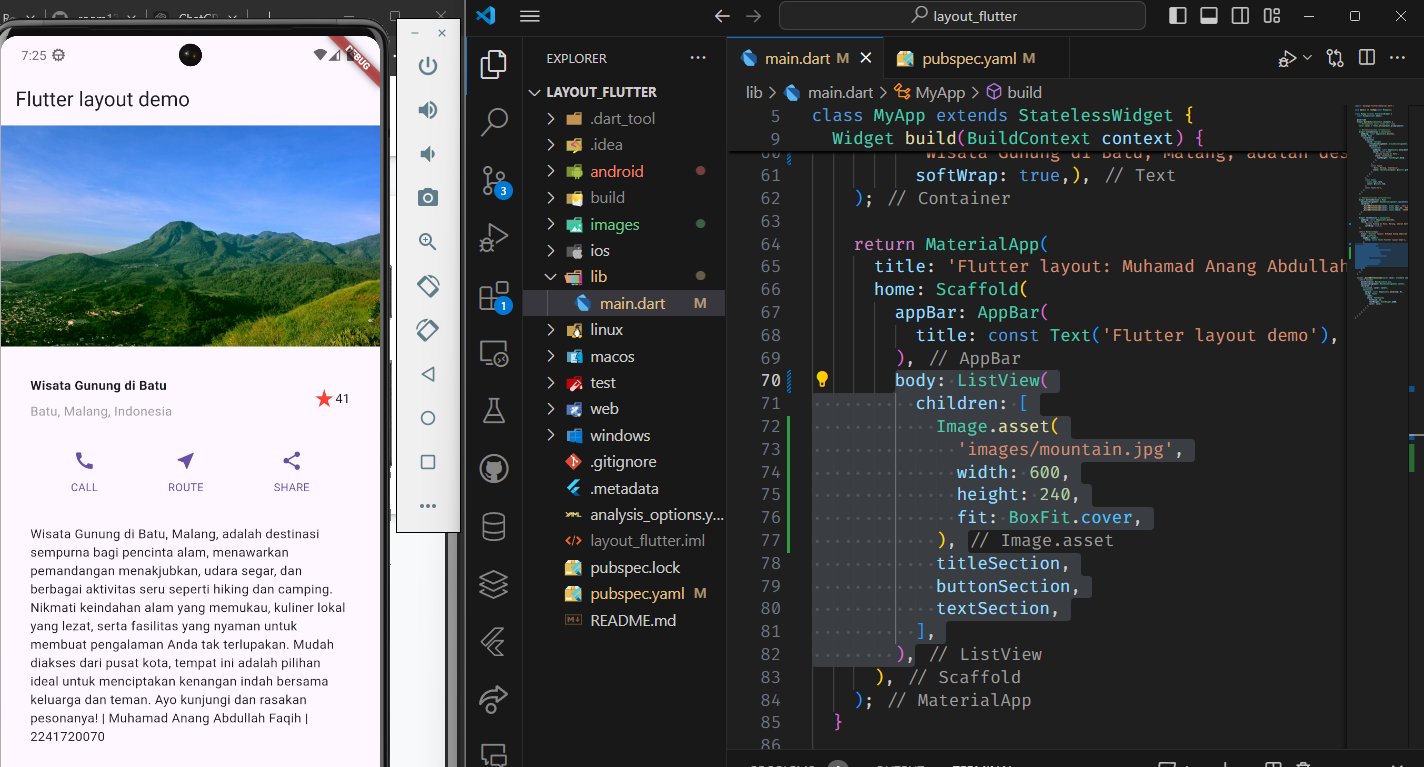 7:25
DEBUG
Flutter layout demo
Wisata Gunung di Batu
Batu, Malang, Indonesia
41
CALL
ROUTE
SHARE
Wisata Gunung di Batu, Malang, adalah destinasi
sempurna bagi pencinta alam, menawarkan
pemandangan menakjubkan, udara segar, dan
berbagai aktivitas seru seperti hiking dan camping.
Nikmati keindahan alam yang memukau, kuliner lokal
yang lezat, serta fasilitas yang nyaman untuk
membuat pengalaman Anda tak terlupakan. Mudah
diakses dari pusat kota, tempat ini adalah pilihan
ideal untuk menciptakan kenangan indah bersama
keluarga dan teman. Ayo kunjungi dan rasakan
pesonanya! | Muhamad Anang Abdullah Faqih |
2241720070
layout_flutter
3
1
EXPLORER
LAYOUT_FLUTTER
.dart_tool
.idea
android
build
images
ios
lib
main.dart M
linux
macos
test
web
windows
.gitignore
.metadata
analysis_options.y...
layout_flutter.iml
pubspec.lock
pubspec.yaml M
README.md
main.dart M
pubspec.yaml M
lib > main.dart > MyApp > build
5 class MyApp extends StatelessWidget {
9 Widget build(BuildContext context) {
60 'Wisata Gunung di Batu, Malang, adalah des
61 softWrap: true,), // Text
62 ); // Container
63
64 return MaterialApp(
65 title: 'Flutter layout: Muhamad Anang Abdullah
66 home: Scaffold(
67 appBar: AppBar(
68 title: const Text('Flutter layout demo'),
69 ), // AppBar
70 body: ListView(
71 children: [
72 Image.asset(
73 'images/mountain.jpg',
74 width: 600,
75 height: 240,
76 fit: BoxFit.cover,
77 ), // Image.asset
78 titleSection,
79 buttonSection,
80 textSection,
81 ],
82 ), // ListView
83 ), // Scaffold
84 ); // MaterialApp
85 }
86